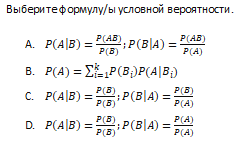 Выберите формулу/ы условной вероятности.
A. P(A|B) = P(AB)/P(B); P(B|A) = P(AB)/P(A)
B. P(A) = ∑ᵏᵢ₌₁ P(Bᵢ)P(A|Bᵢ)
C. P(A|B) = P(B)/P(B); P(B|A) = P(B)/P(A)
D. P(A|B) = P(B)/P(B); P(B|A) = P(A)/P(A)